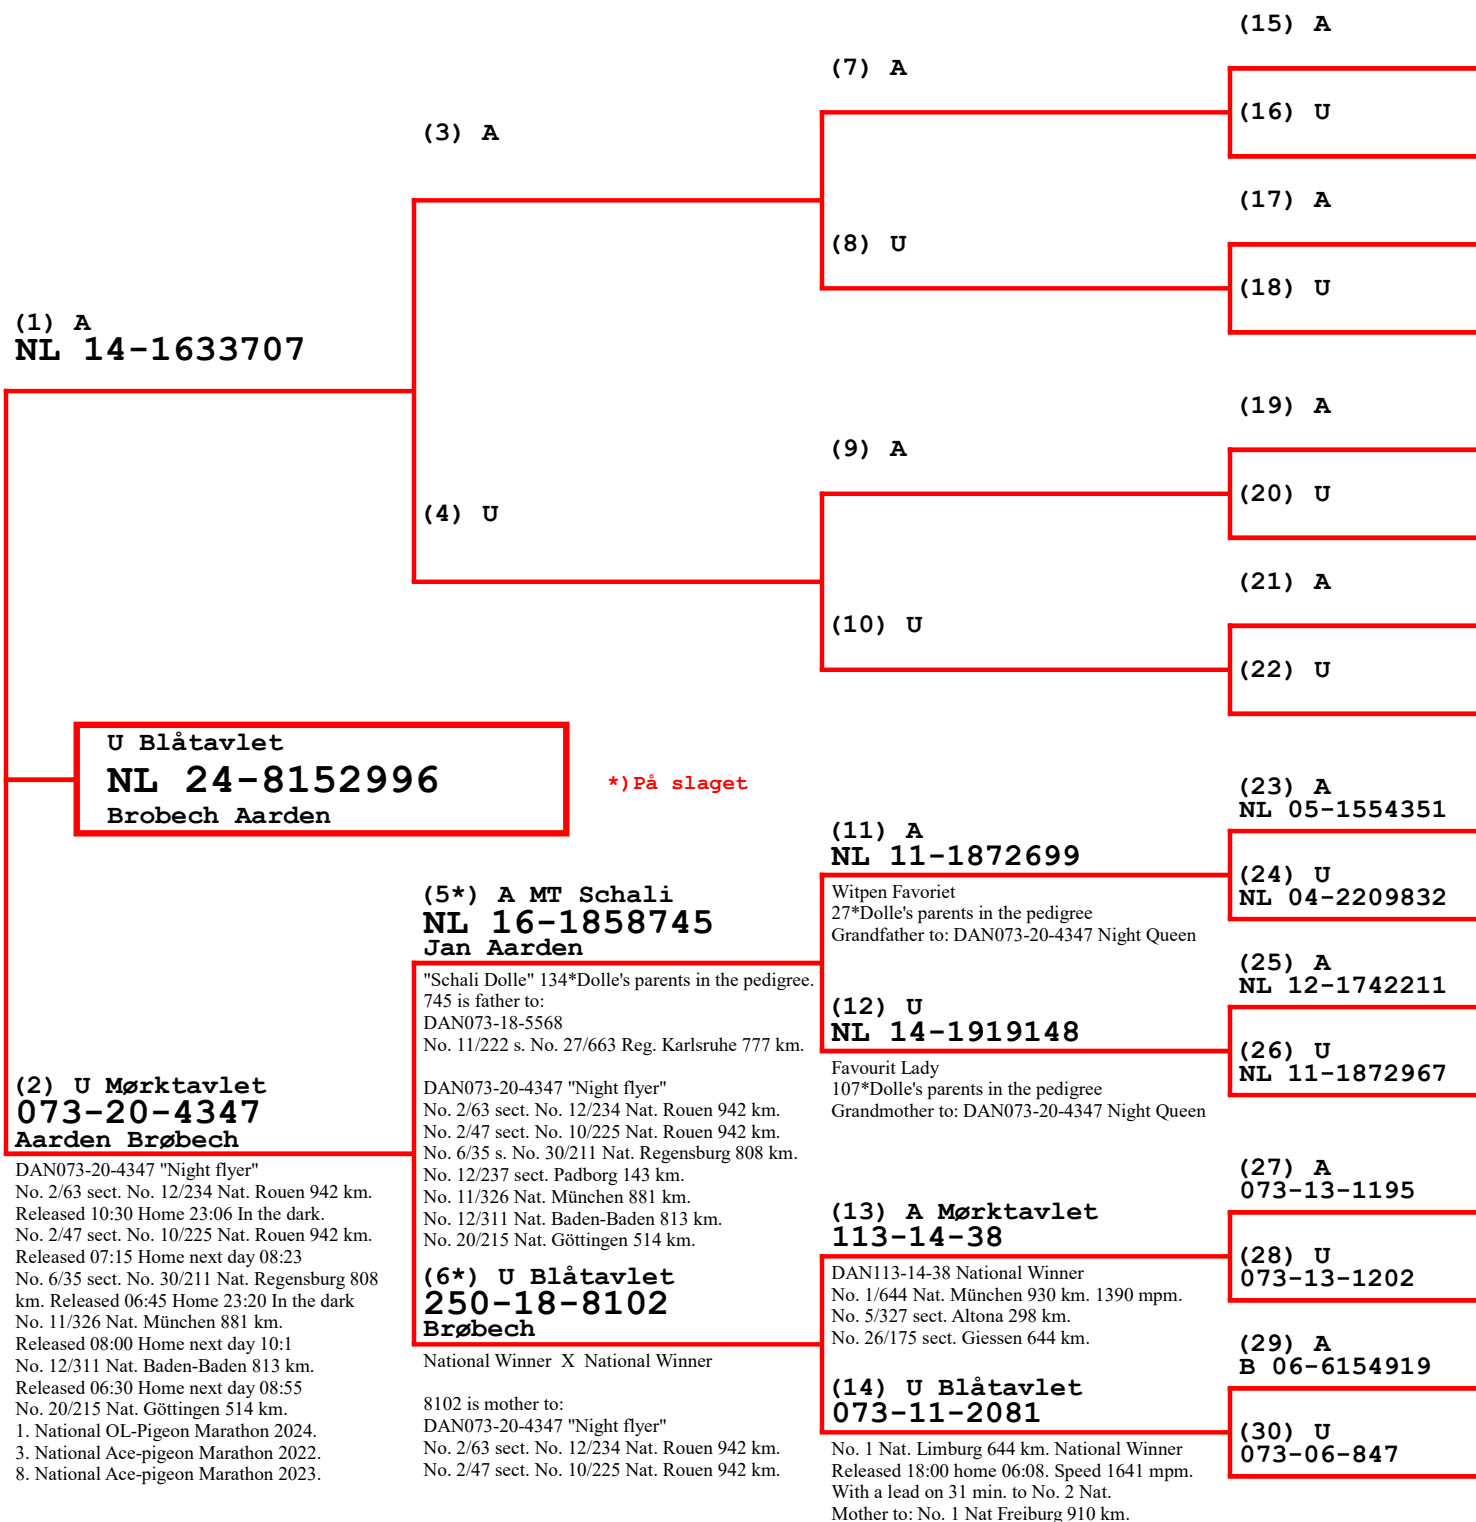 (1) A
NL 14-1633707
U Blåtavlet
NL 24-8152996
Brobech Aarden
*)På slaget
(2) U Mørktavlet
073-20-4347
Aarden Brøbech
DAN073-20-4347 "Night flyer"
No. 2/63 sect. No. 12/234 Nat. Rouen 942 km.
Released 10:30 Home 23:06 In the dark.
No. 2/47 sect. No. 10/225 Nat. Rouen 942 km.
Released 07:15 Home next day 08:23
No. 6/35 sect. No. 30/211 Nat. Regensburg 808
km. Released 06:45 Home 23:20 In the dark
No. 11/326 Nat. München 881 km.
Released 08:00 Home next day 10:1
No. 12/311 Nat. Baden-Baden 813 km.
Released 06:30 Home next day 08:55
No. 20/215 Nat. Göttingen 514 km.
1. National OL-Pigeon Marathon 2024.
3. National Ace-pigeon Marathon 2022.
8. National Ace-pigeon Marathon 2023.
(3) A
(4) U
(5*) A MT Schali
NL 16-1858745
Jan Aarden
"Schali Dolle" 134*Dolle's parents in the pedigree.
745 is father to:
DAN073-18-5568
No. 11/222 s. No. 27/663 Reg. Karlsruhe 777 km.
DAN073-20-4347 "Night flyer"
No. 2/63 sect. No. 12/234 Nat. Rouen 942 km.
No. 2/47 sect. No. 10/225 Nat. Rouen 942 km.
No. 6/35 s. No. 30/211 Nat. Regensburg 808 km.
No. 12/237 sect. Padborg 143 km.
No. 11/326 Nat. München 881 km.
No. 12/311 Nat. Baden-Baden 813 km.
No. 20/215 Nat. Göttingen 514 km.
(6*) U Blåtavlet
250-18-8102
Brøbech
National Winner X National Winner
8102 is mother to:
DAN073-20-4347 "Night flyer"
No. 2/63 sect. No. 12/234 Nat. Rouen 942 km.
No. 2/47 sect. No. 10/225 Nat. Rouen 942 km.
(7) A
(8) U
(9) A
(10) U
(11) A
NL 11-1872699
Witpen Favoriet
27*Dolle's parents in the pedigree
Grandfather to: DAN073-20-4347 Night Queen
(12) U
NL 14-1919148
Favourit Lady
107*Dolle's parents in the pedigree
Grandmother to: DAN073-20-4347 Night Queen
(13) A Mørktavlet
113-14-38
DAN113-14-38 National Winner
No. 1/644 Nat. München 930 km. 1390 mpm.
No. 5/327 sect. Altona 298 km.
No. 26/175 sect. Giessen 644 km.
(14) U Blåtavlet
073-11-2081
No. 1 Nat. Limburg 644 km. National Winner
Released 18:00 home 06:08. Speed 1641 mpm.
With a lead on 31 min. to No. 2 Nat.
Mother to: No. 1 Nat Freiburg 910 km.
(15) A
(16) U
(17) A
(18) U
(19) A
(20) U
(21) A
(22) U
(23) A
NL 05-1554351
(24) U
NL 04-2209832
(25) A
NL 12-1742211
(26) U
NL 11-1872967
(27) A
073-13-1195
(28) U
073-13-1202
(29) A
B 06-6154919
(30) U
073-06-847